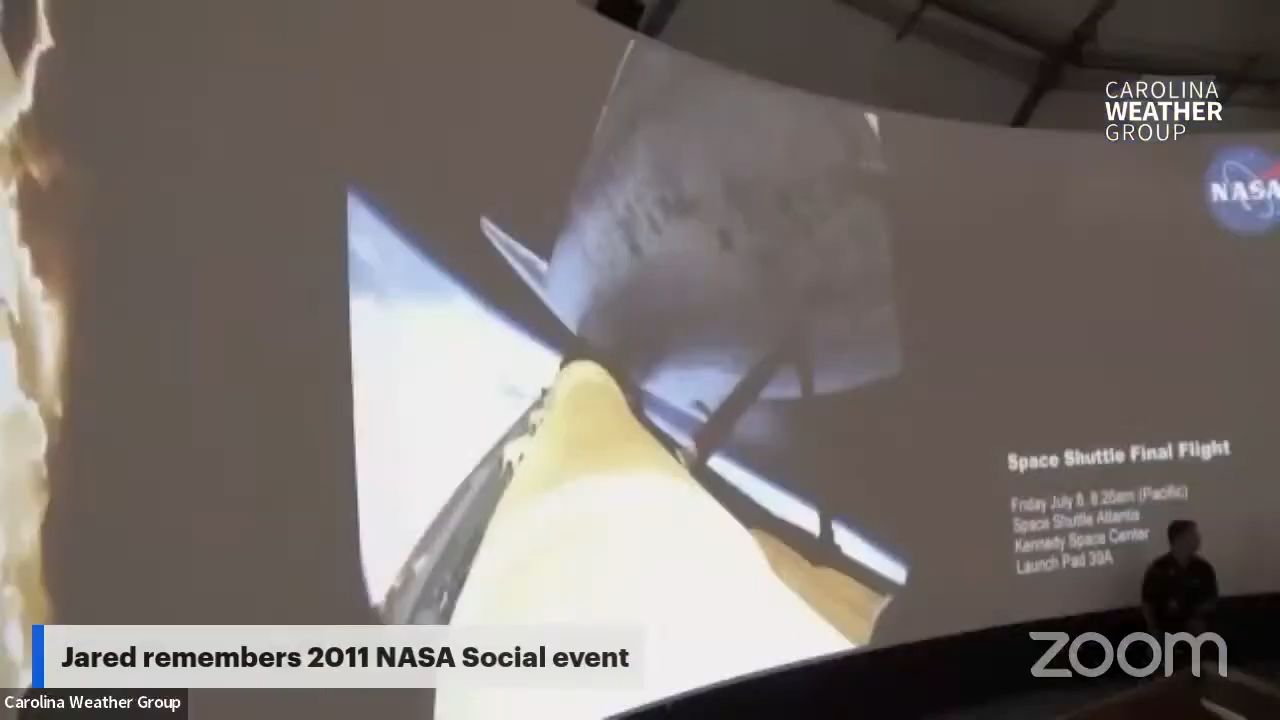 CAROLINA
WEATHER
GROUP
NASA
Space Shuttle Final Flight
Friday July 8, 8:26am (Pacific)
Space Shuttle Atlantis
Kennedy Space Center
Launch Pad 39A
Jared remembers 2011 NASA Social event
zoom
Carolina Weather Group